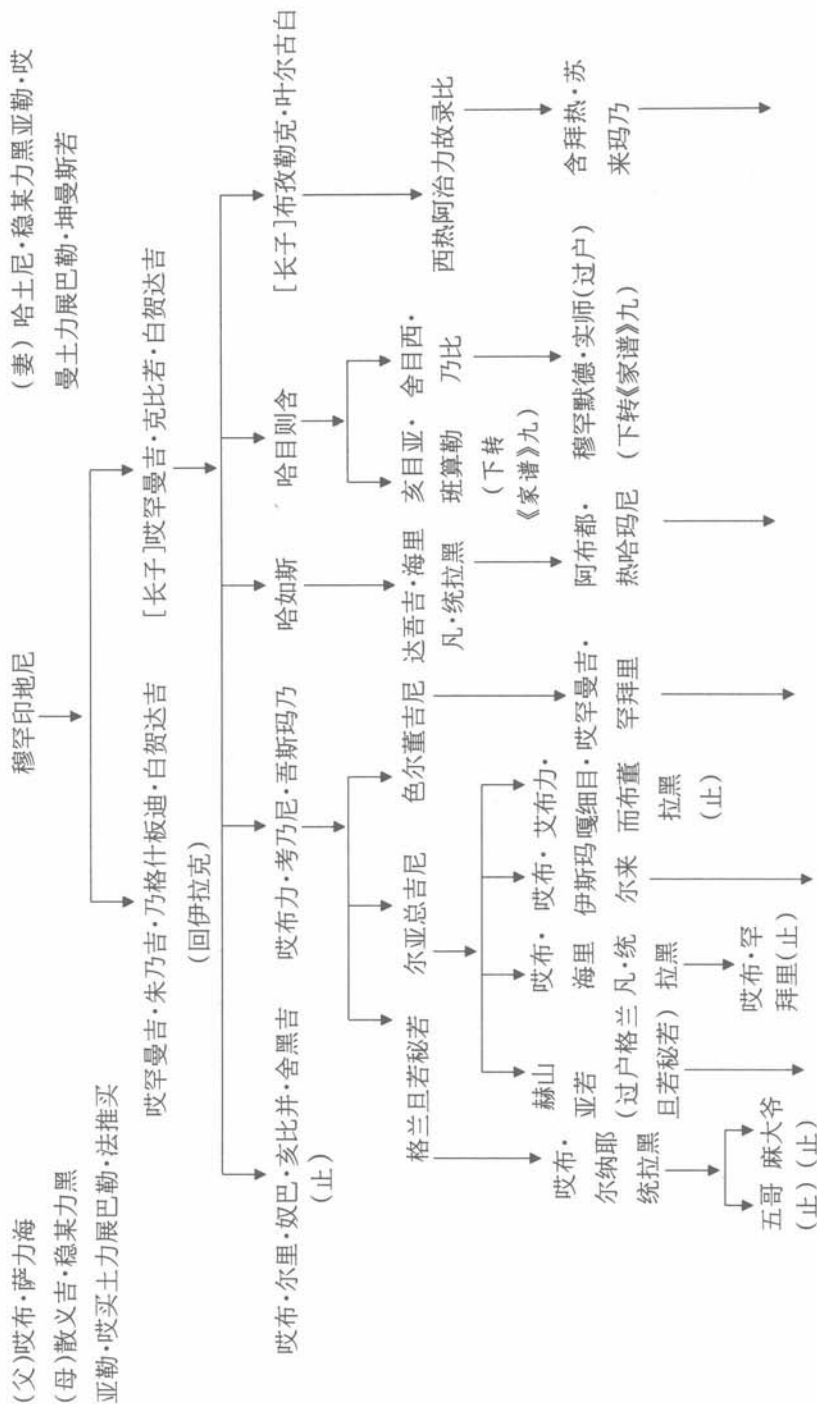 (父)哎布·萨力海
(母)散义吉·稳某力黑
亚勒·哎买土力展巴勒·法推买
穆罕印地尼
(妻)哈土尼·稳某力黑亚勒·哎
曼土力展巴勒·坤曼斯若
哎罕曼吉·朱乃吉·乃格什板迪·白贺达吉
(回伊拉克)
[长子]哎罕曼吉·克比若·白贺达吉
哎布·尔里·奴巴·亥比并·舍黑吉
(止)
哎布力·考乃尼·吾斯玛乃
哈如斯
哈目则含
[长子]布孜勒克·叶尔古白
格兰旦若秘若
尔亚总吉尼
色尔董吉尼
达吾吉·海里
凡·统拉黑
亥目亚·
班算勒
(下转
《家谱》九)
舍目西·
乃比
西热阿治力故录比
哎布·
尔纳耶
统拉黑
赫山
亚若
(过户格兰
旦若秘若)
哎布·
海里
凡·统
拉黑
哎布·
伊斯玛
尔来
艾布力·
嘎细目·
而布董
拉黑
(止)
哎罕曼吉·
罕拜里
阿布都·
热哈玛尼
穆罕默德·实师(过户)
(下转《家谱》九)
含拜热·苏
来玛乃
五哥
(止)
麻大爷
(止)
哎布·罕
拜里(止)